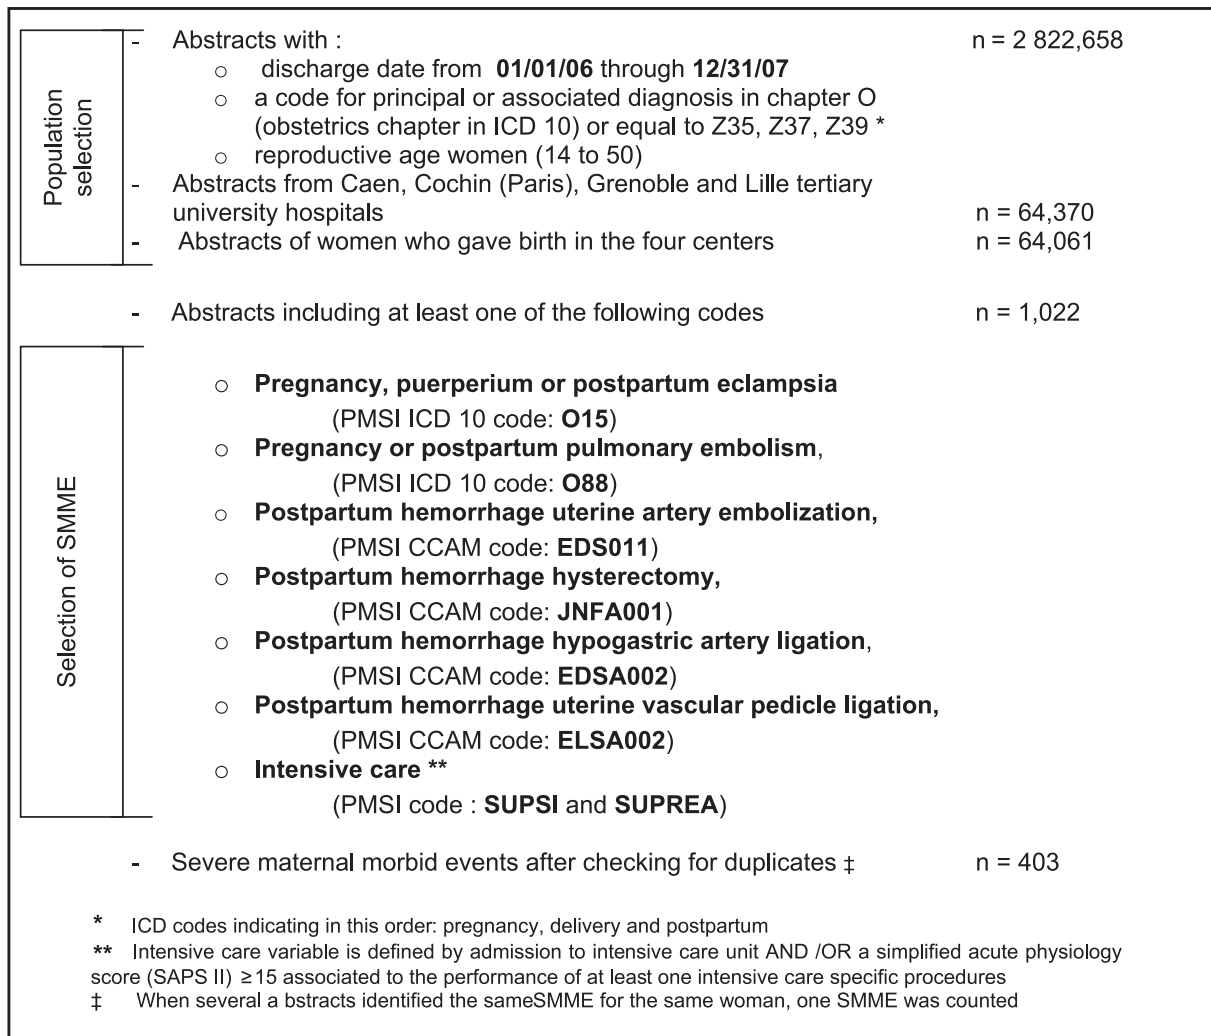 Population
selection
- Abstracts with : n = 2 822,658
o discharge date from 01/01/06 through 12/31/07
o a code for principal or associated diagnosis in chapter O
(obstetrics chapter in ICD 10) or equal to Z35, Z37, Z39 *
o reproductive age women (14 to 50)
- Abstracts from Caen, Cochin (Paris), Grenoble and Lille tertiary
university hospitals n = 64,370
- Abstracts of women who gave birth in the four centers n = 64,061
- Abstracts including at least one of the following codes n = 1,022
Selection of SMME
o Pregnancy, puerperium or postpartum eclampsia
(PMSI ICD 10 code: O15)
o Pregnancy or postpartum pulmonary embolism,
(PMSI ICD 10 code: O88)
o Postpartum hemorrhage uterine artery embolization,
(PMSI CCAM code: EDS011)
o Postpartum hemorrhage hysterectomy,
(PMSI CCAM code: JNFA001)
o Postpartum hemorrhage hypogastric artery ligation,
(PMSI CCAM code: EDSA002)
o Postpartum hemorrhage uterine vascular pedicle ligation,
(PMSI CCAM code: ELSA002)
o Intensive care **
(PMSI code : SUPSI and SUPREA)
- Severe maternal morbid events after checking for duplicates ‡ n = 403
* ICD codes indicating in this order: pregnancy, delivery and postpartum
** Intensive care variable is defined by admission to intensive care unit AND /OR a simplified acute physiology
score (SAPS II) ≥15 associated to the performance of at least one intensive care specific procedures
‡ When several a bstracts identified the sameSMME for the same woman, one SMME was counted